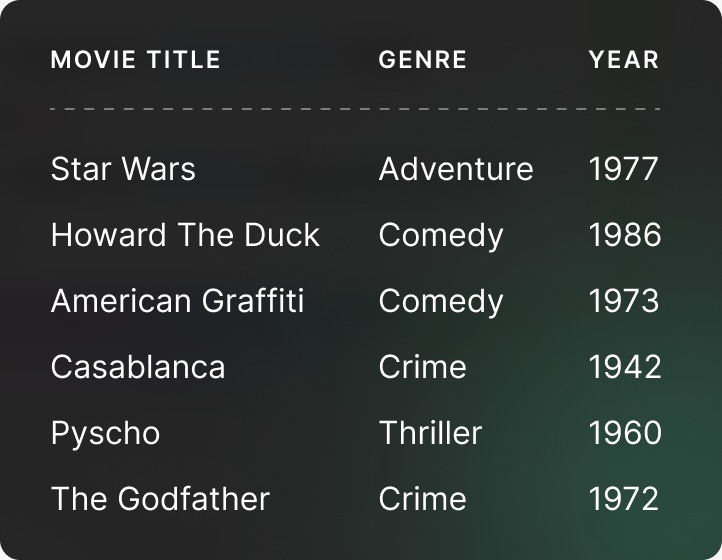 MOVIE TITLE GENRE YEAR
Star Wars Adventure 1977
Howard The Duck Comedy 1986
American Graffiti Comedy 1973
Casablanca Crime 1942
Pyscho Thriller 1960
The Godfather Crime 1972